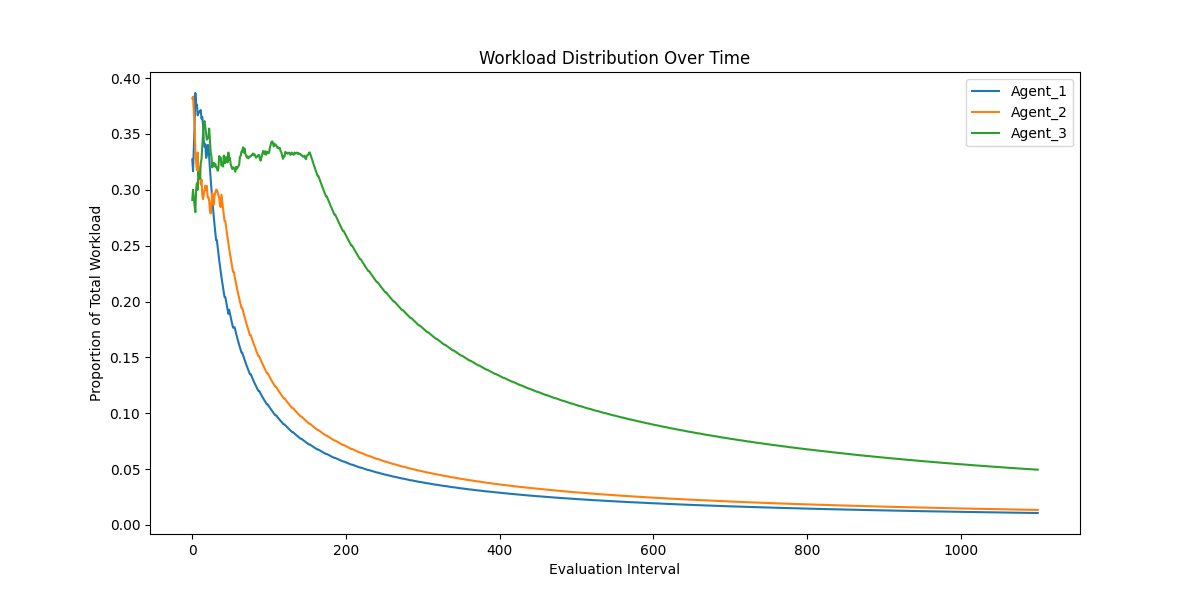 Workload Distribution Over Time
Proportion of Total Workload
0.40
0.35
0.30
0.25
0.20
0.15
0.10
0.05
0.00
Agent_1
Agent_2
Agent_3
0 200 400 600 800 1000
Evaluation Interval